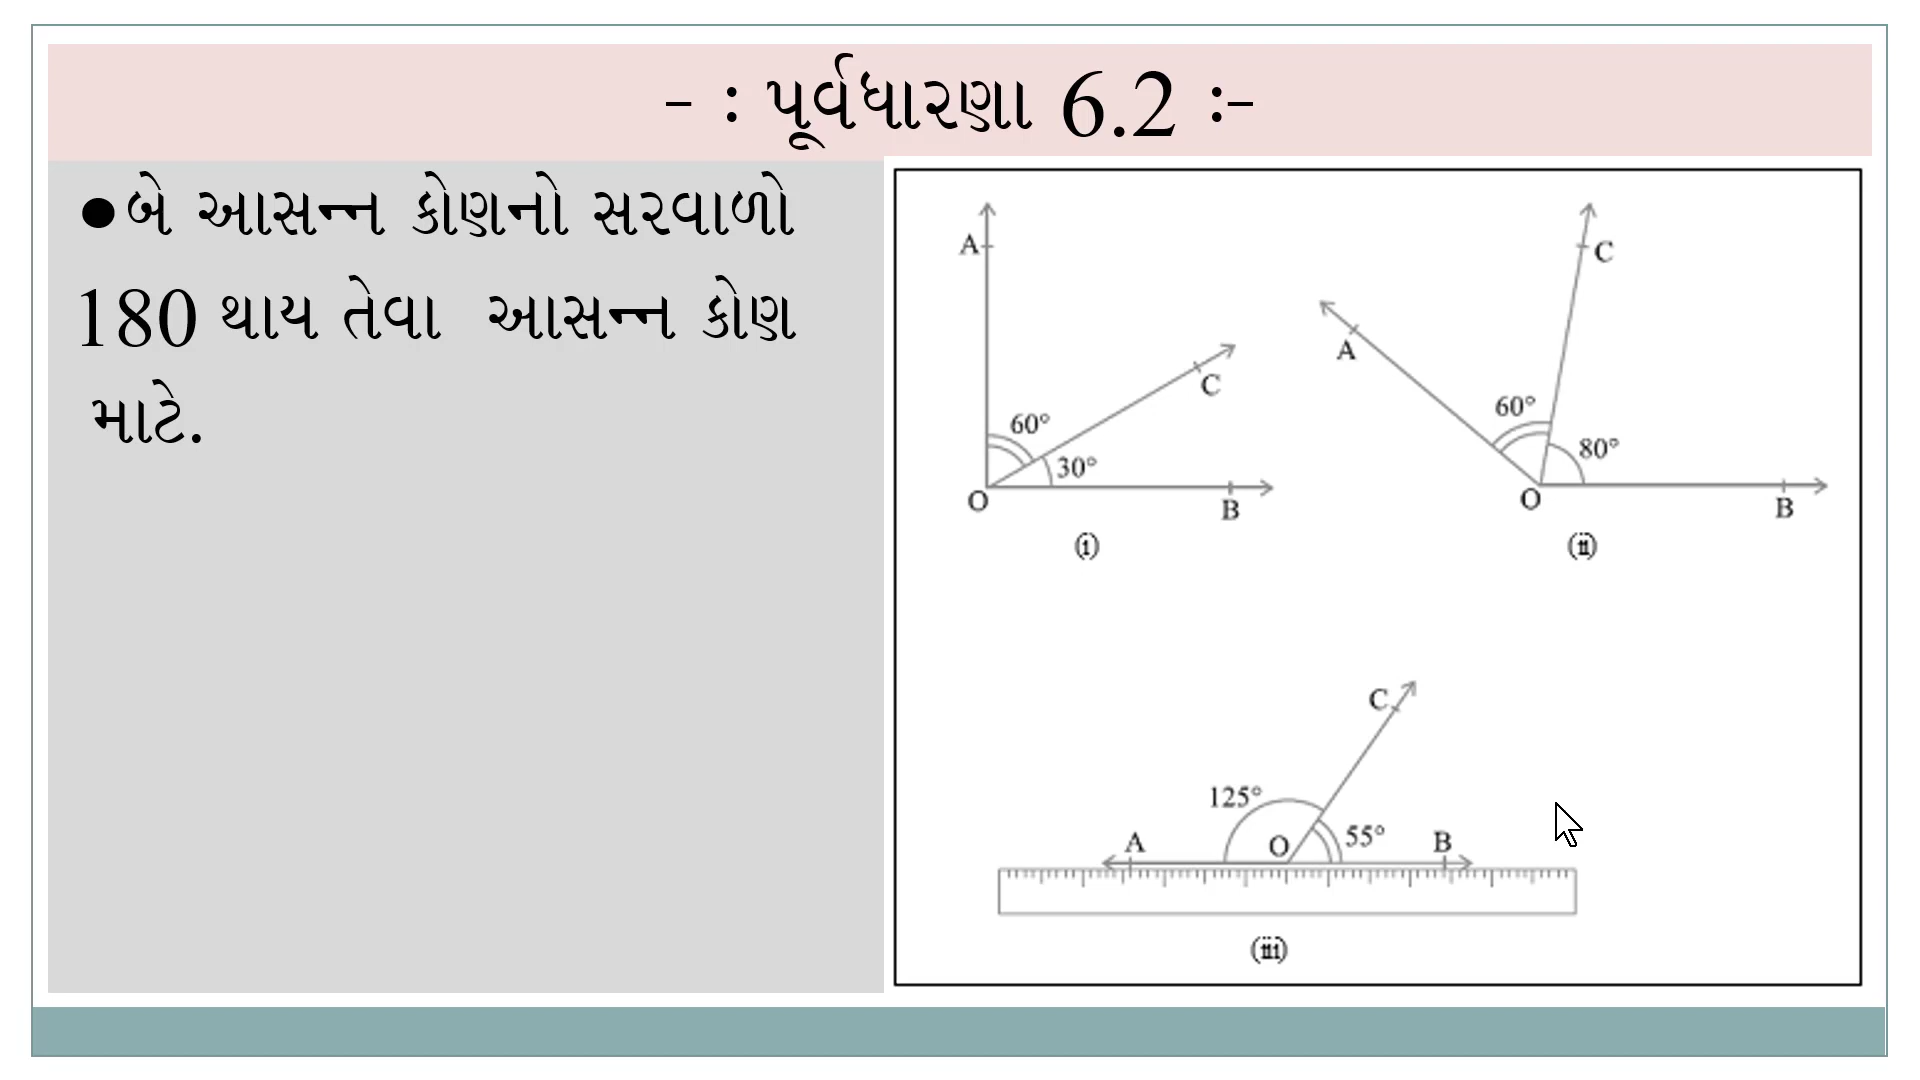 - : પૂર્વધારણા 6.2 :-
●બે આસન્ન કોણનો સરવાળો
180 થાય તેવા આસન્ન કોણ
માટે.
A
C
60°
30°
O
B
(i)
C
A
60°
80°
O
B
(ii)
C
125°
A
O
55°
B
(iii)